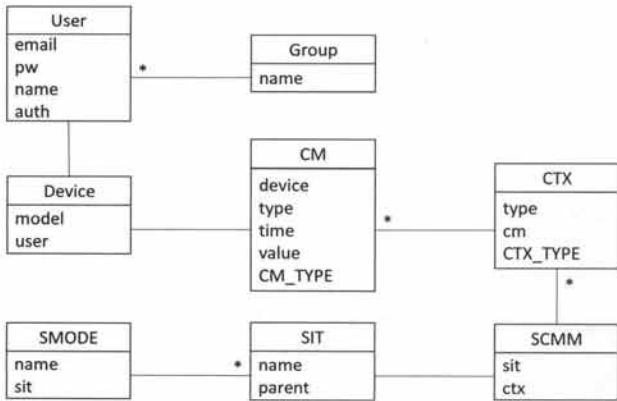 User
email
pw
name
auth
*
Group
name
Device
model
user
CM
device
type
time
value
CM_TYPE
*
CTX
type
cm
CTX_TYPE
*
SMODE
name
sit
*
SIT
name
parent
SCMM
sit
ctx